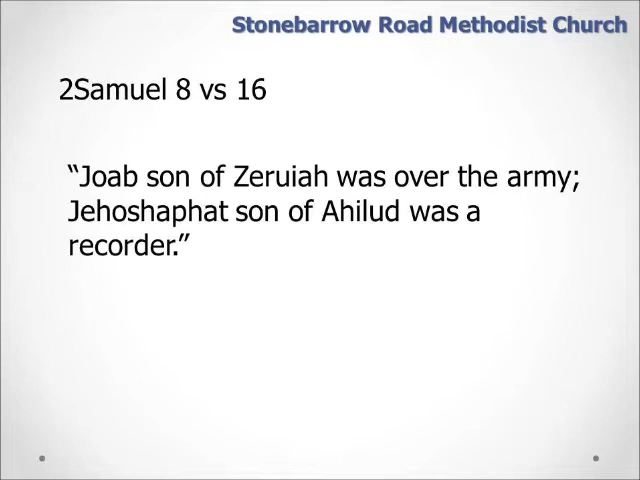 Stonebarrow Road Methodist Church
2Samuel 8 vs 16
“Joab son of Zeruiah was over the army;
Jehoshaphat son of Ahilud was a
recorder.”